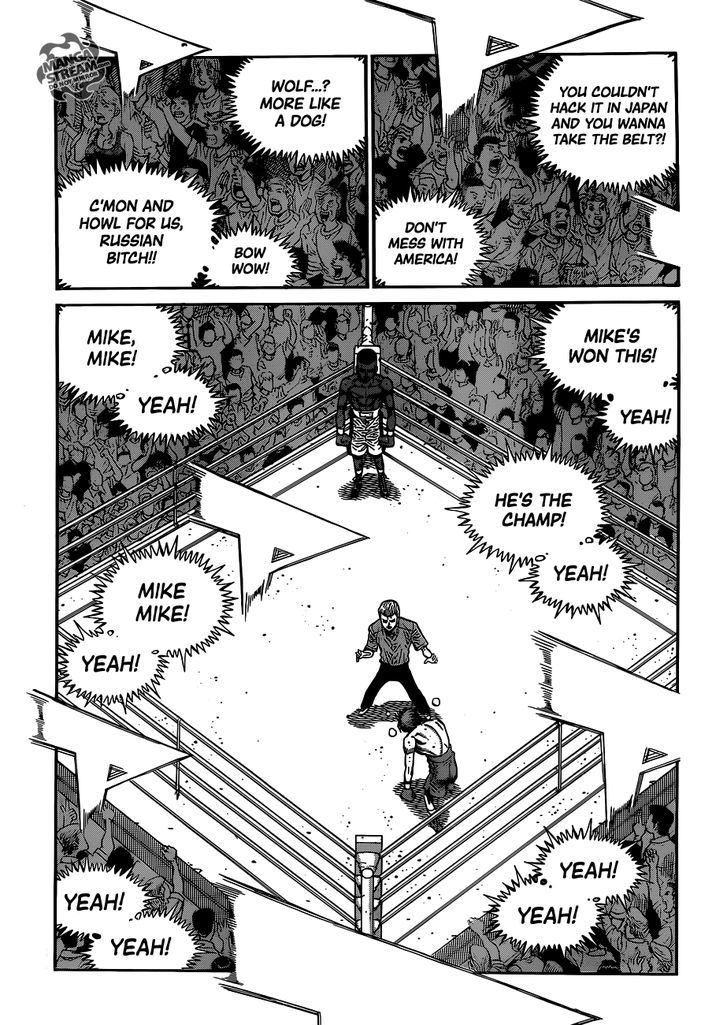 YOU COULDN'T
HACK IT IN JAPAN
AND YOU WANNA
TAKE THE BELT?!
DON'T
MESS WITH
AMERICA!
WOLF...?
MORE LIKE
A DOG!
C'MON AND
HOWL FOR US,
RUSSIAN
BITCH!!
BOW
WOW!
MIKE'S
WON THIS!
YEAH!
MIKE,
MIKE!
YEAH!
HE'S THE
CHAMP!
YEAH!
MIKE
MIKE!
YEAH!
YEAH!
YEAH!
YEAH!
YEAH!
MANGA
STREAM